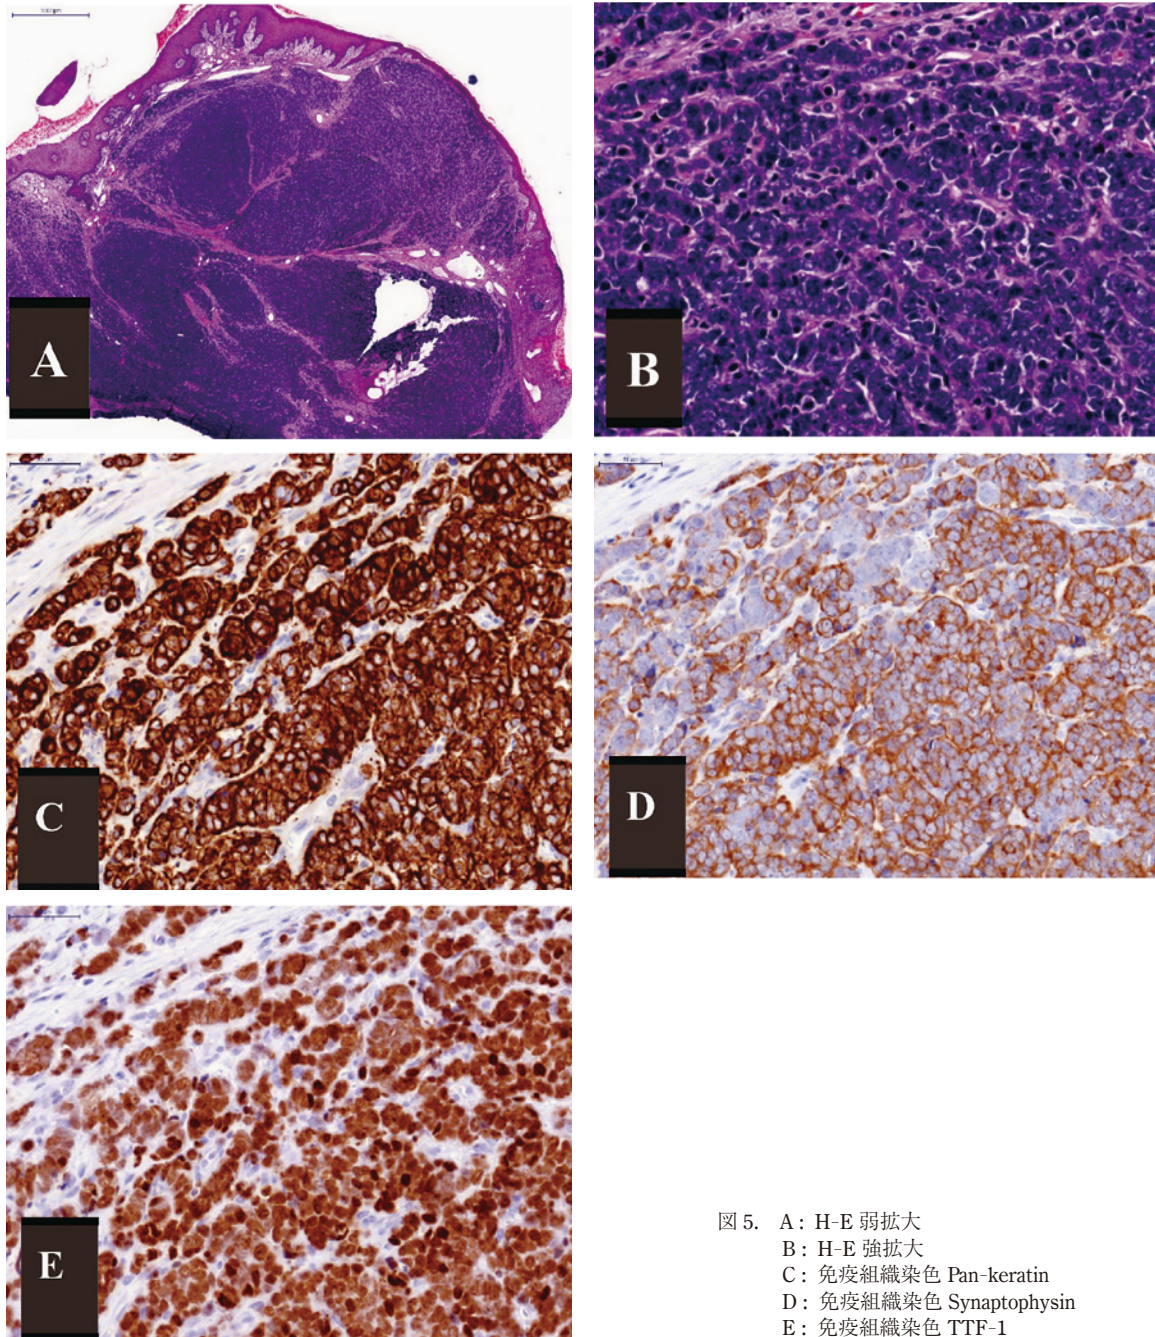 A
B
C
D
E
図 5. A : H-E 弱拡大
B : H-E 強拡大
C : 免疫組織染色 Pan-keratin
D : 免疫組織染色 Synaptophysin
E : 免疫組織染色 TTF-1